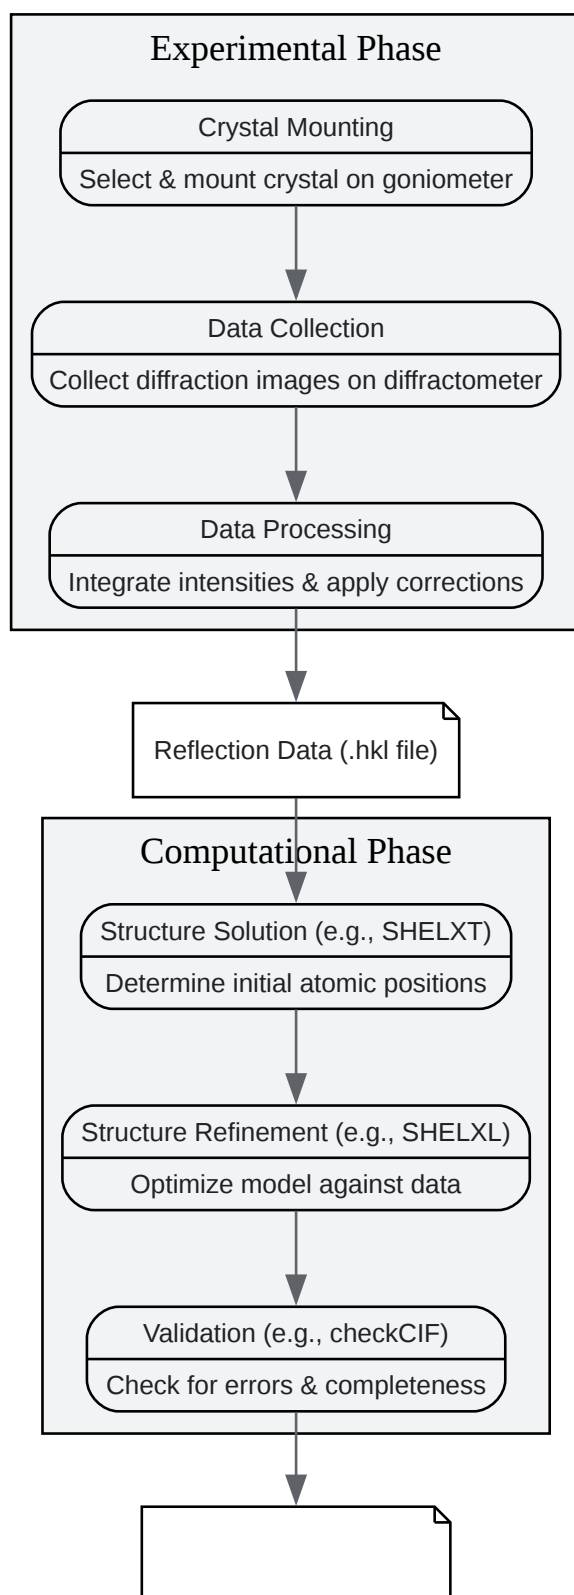 Experimental Phase
Crystal Mounting
Select & mount crystal on goniometer
Data Collection
Collect diffraction images on diffractometer
Data Processing
Integrate intensities & apply corrections
Reflection Data (.hkl file)
Computational Phase
Structure Solution (e.g., SHELXT)
Determine initial atomic positions
Structure Refinement (e.g., SHELXL)
Optimize model against data
Validation (e.g., checkCIF)
Check for errors & completeness